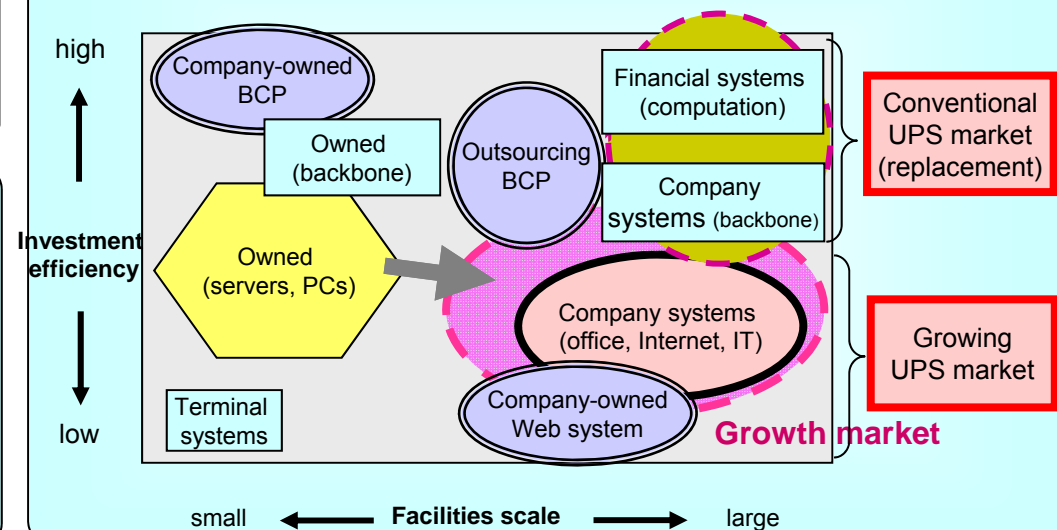 high
Company-owned
BCP
Financial systems
(computation)
Conventional
UPS market
(replacement)
Owned
(backbone)
Outsourcing
BCP
Company
systems (backbone)
Investment
efficiency
Owned
(servers, PCs)
Company systems
(office, Internet, IT)
Growing
UPS market
Terminal
systems
Company-owned
Web system
Growth market
low
small
Facilities scale
large